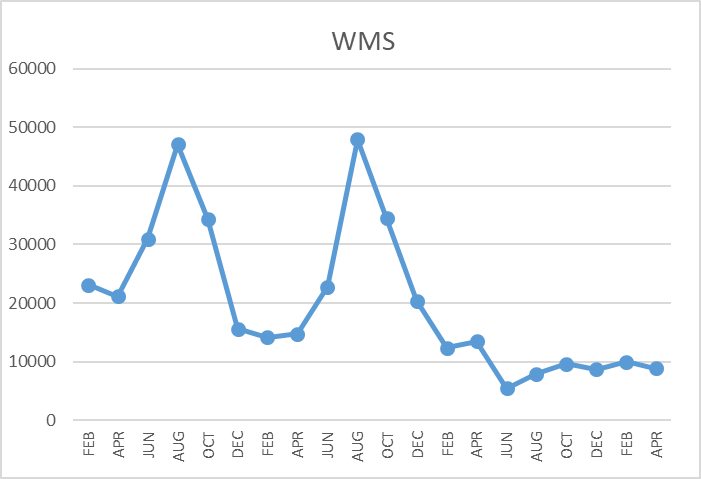 WMS
60000
50000
40000
30000
20000
10000
0
FEB
APR
JUN
AUG
OCT
DEC
FEB
APR
JUN
AUG
OCT
DEC
FEB
APR
JUN
AUG
OCT
DEC
FEB
APR